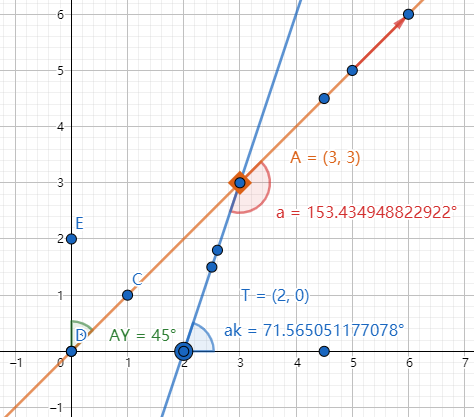 6
5
4
A = (3, 3)
3
a = 153.434948822922°
E
2
C
T = (2, 0)
1
D
AY = 45°
ak = 71.565051177078°
−1
0
1
2
3
4
5
6
7
−1